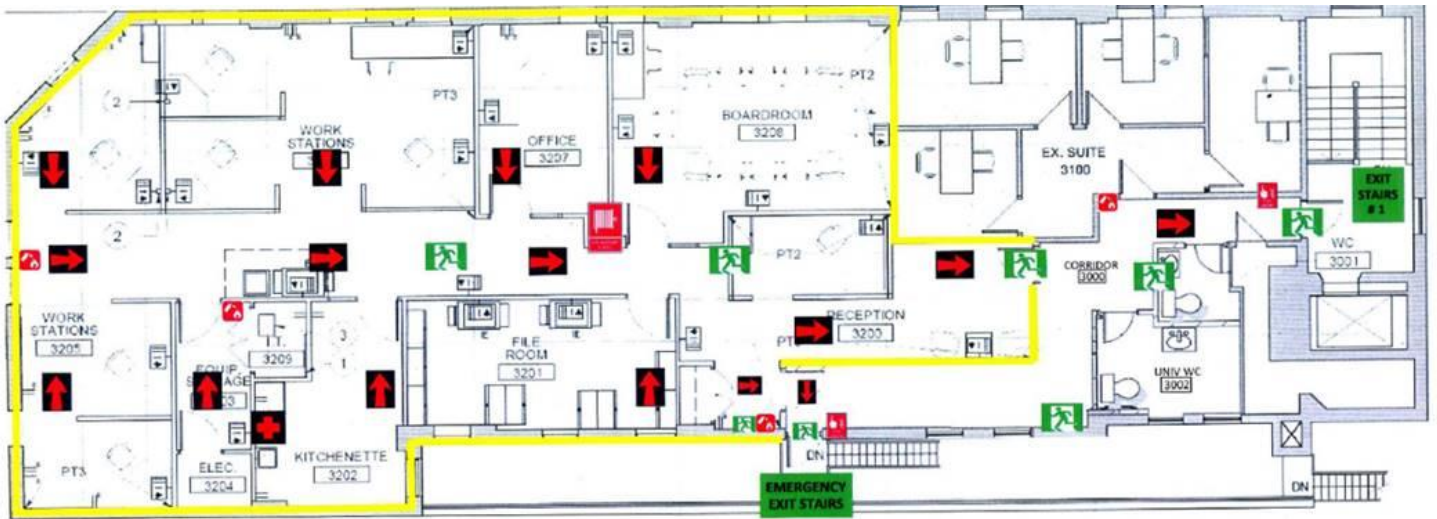 PT2
2
WORK
STATIONS
PT3
OFFICE
3207
BOARDROOM
3208
EX. SUITE
3100
EXIT
STAIRS
# 1
2
PT2
CORRIDOR
3000
WC
3001
WORK
STATIONS
3205
I.T.
3209
3
1
FILE
ROOM
3201
RECEPTION
3200
UNIV WC
3002
PT3
ELEC.
3204
KITCHENETTE
3202
DN
EMERGENCY
EXIT STAIRS
DN